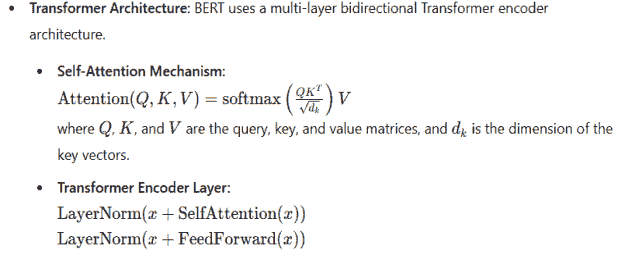 • Transformer Architecture: BERT uses a multi-layer bidirectional Transformer encoder
architecture.
• Self-Attention Mechanism:
Attention(Q, K, V) = softmax(QK^T / √d_k) V
where Q, K, and V are the query, key, and value matrices, and d_k is the dimension of the
key vectors.
• Transformer Encoder Layer:
LayerNorm(x + SelfAttention(x))
LayerNorm(x + FeedForward(x))